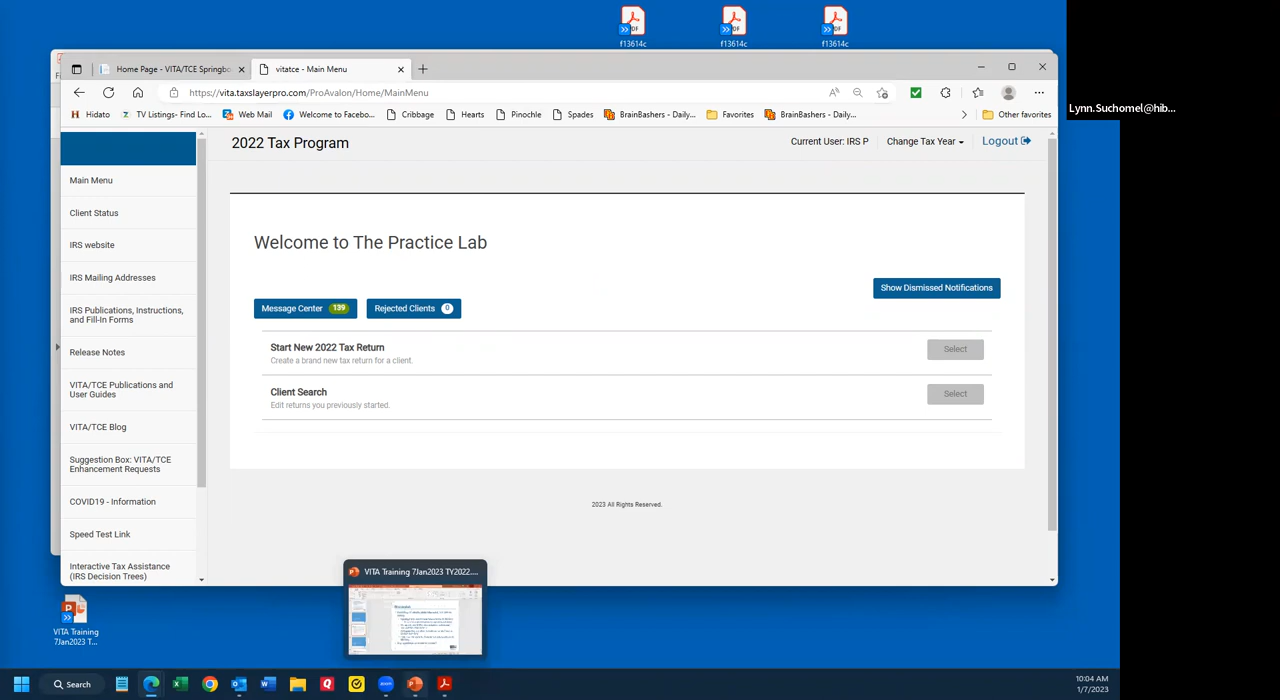 f13614c
f13614c
f13614c
Home Page - VITA/TCE Springbo
vitatce - Main Menu
https://vita.taxslayerpro.com/ProAvalon/Home/MainMenu
Hidato
TV Listings- Find Lo...
Web Mail
Welcome to Facebo...
Cribbage
Hearts
Pinochle
Spades
BrainBashers - Daily...
Favorites
BrainBashers - Daily...
Other favorites
Lynn.Suchomel@hib...
2022 Tax Program
Current User: IRS P
Change Tax Year
Logout
Main Menu
Client Status
IRS website
IRS Mailing Addresses
IRS Publications, Instructions,
and Fill-In Forms
Release Notes
VITA/TCE Publications and
User Guides
VITA/TCE Blog
Suggestion Box: VITA/TCE
Enhancement Requests
COVID19 - Information
Speed Test Link
Interactive Tax Assistance
(IRS Decision Trees)
Welcome to The Practice Lab
Show Dismissed Notifications
Message Center 139
Rejected Clients 0
Start New 2022 Tax Return
Create a brand new tax return for a client.
Select
Client Search
Edit returns you previously started.
Select
2023 All Rights Reserved.
VITA Training 7Jan2023 TY2022....
VITA Training
7Jan2023 T...
Search
10:04 AM
1/7/2023